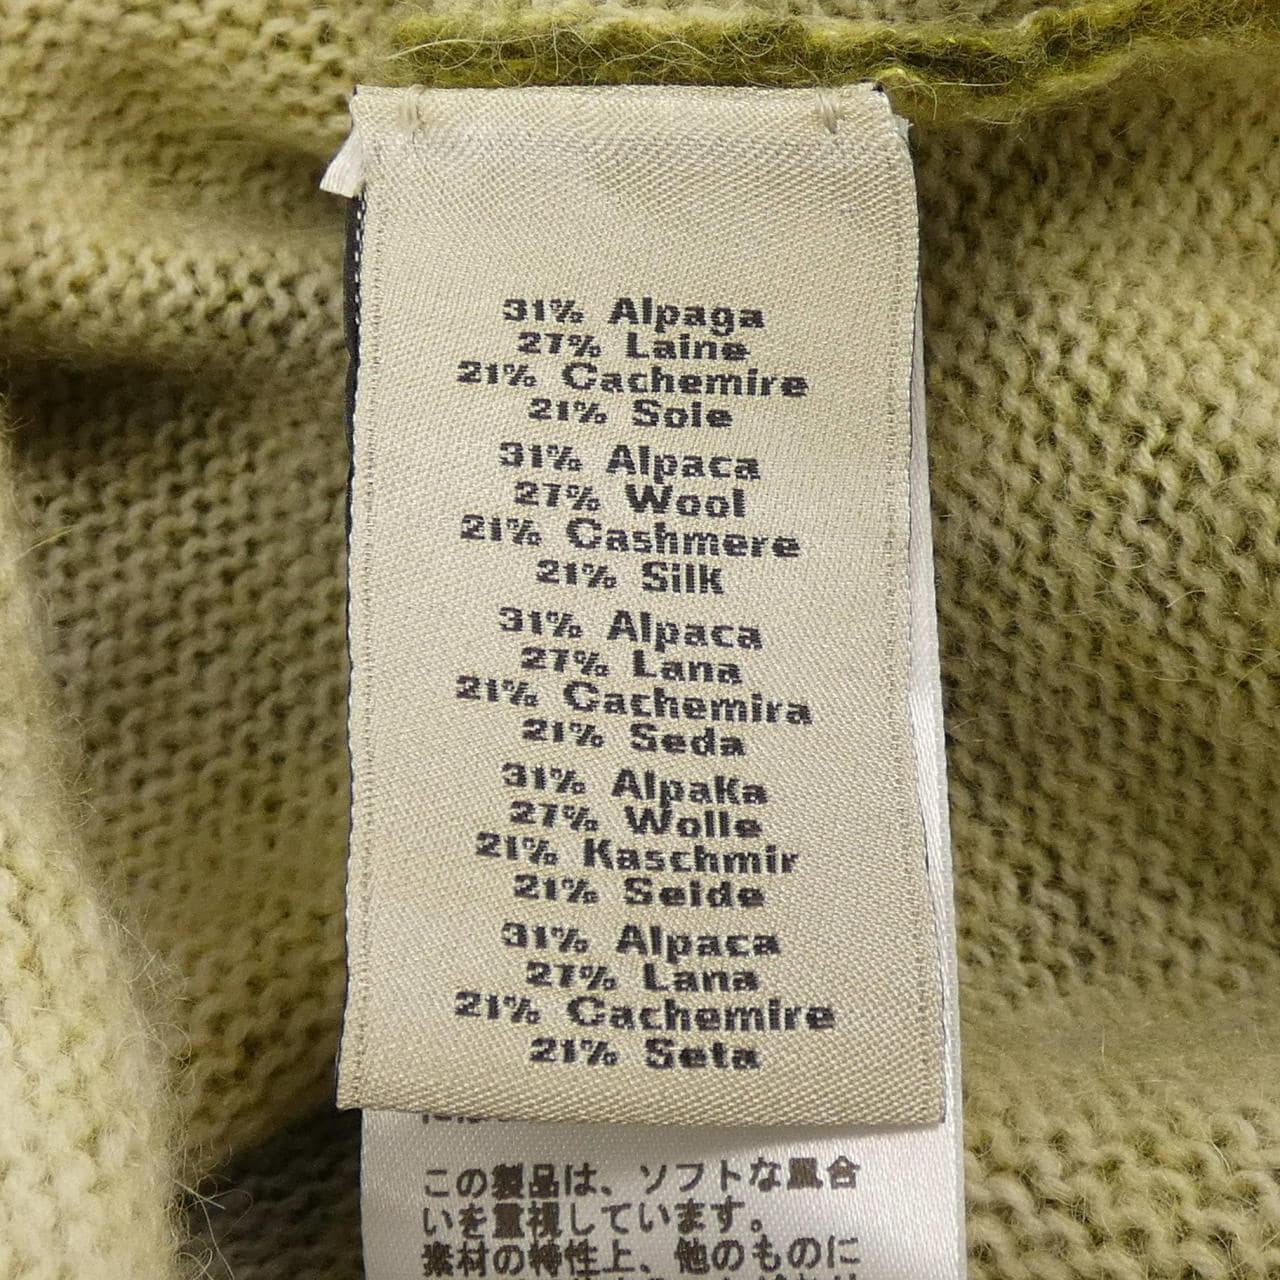 31% Alpaga
27% Laine
21% Cachemire
21% Soie
31% Alpaca
27% Wool
21% Cashmere
21% Silk
31% Alpaca
27% Lana
21% Cachemira
21% Seda
31% Alpaka
27% Wolle
21% Kaschmir
21% Seide
31% Alpaca
27% Lana
21% Cachemire
21% Seta
この製品は、ソフトな風合
いを重視しています。
素材の特性上、他のものに